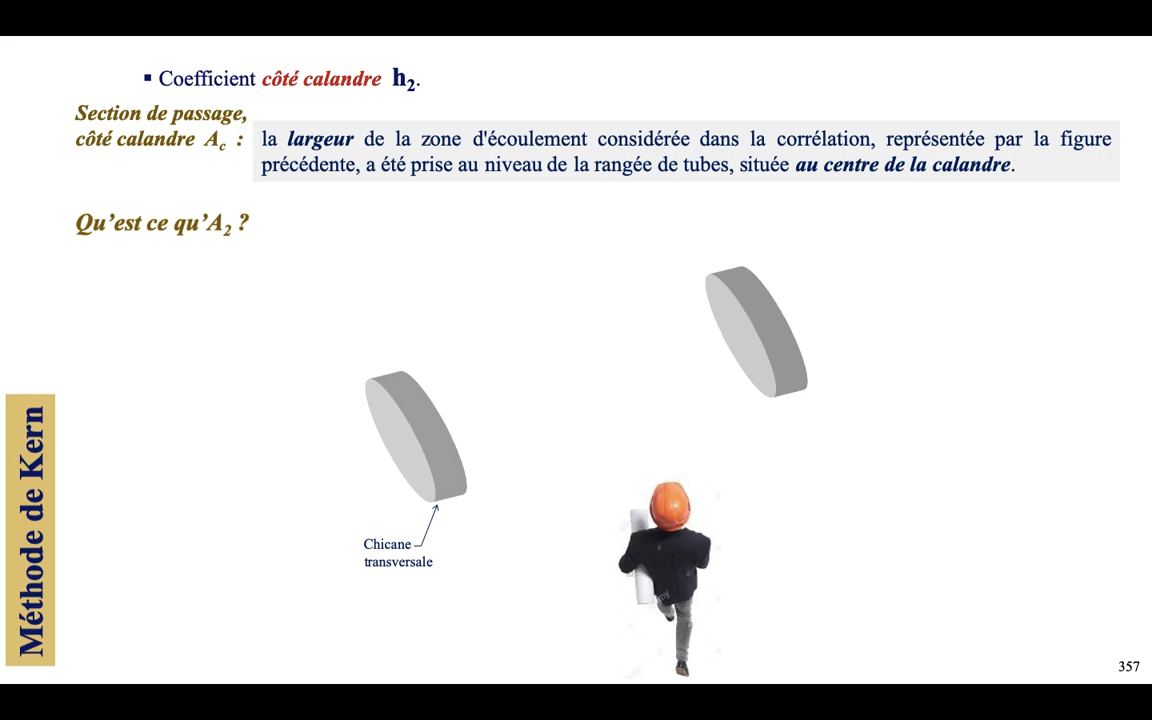 ▪ Coefficient côté calandre h₂.
Section de passage,
côté calandre A_c :
la largeur de la zone d'écoulement considérée dans la corrélation, représentée par la figure
précédente, a été prise au niveau de la rangée de tubes, située au centre de la calandre.
Qu’est ce qu’A₂ ?
Chicane
transversale
Méthode de Kern
357